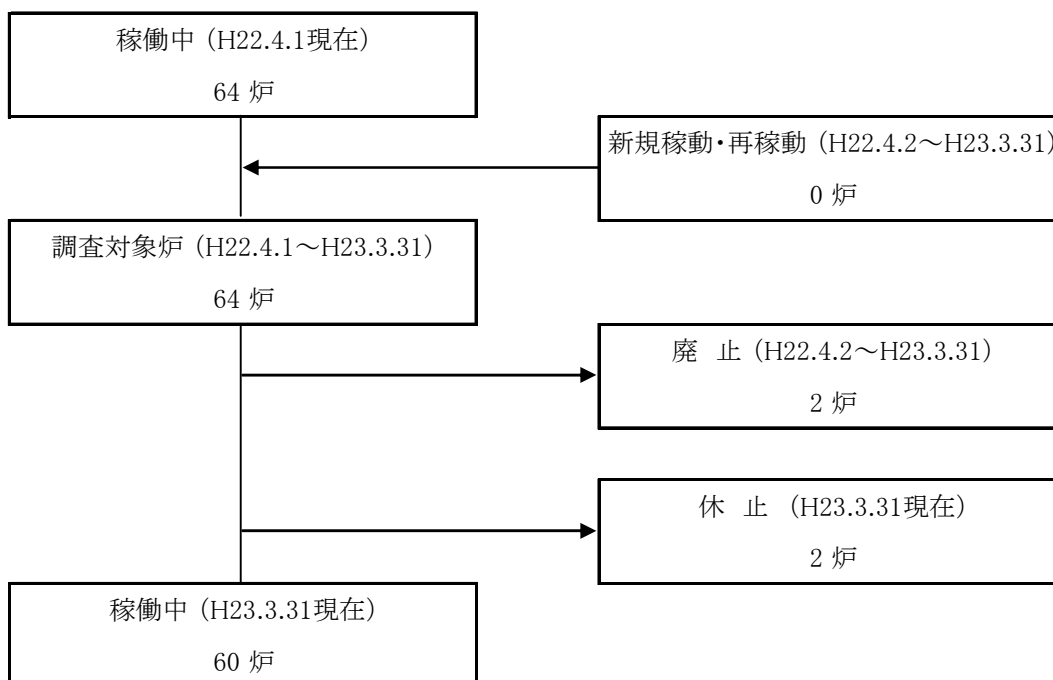 稼働中（H22.4.1現在）
64 炉
新規稼動・再稼動（H22.4.2～H23.3.31）
0 炉
調査対象炉（H22.4.1～H23.3.31）
64 炉
廃 止（H22.4.2～H23.3.31）
2 炉
休 止 （H23.3.31現在）
2 炉
稼働中（H23.3.31現在）
60 炉